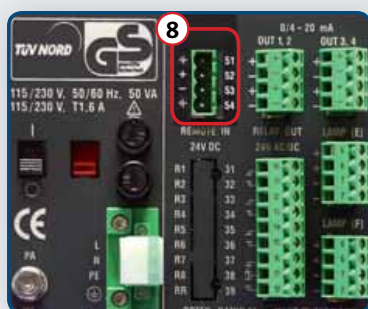 TÜV NORD
GS
8
0/4 - 20 mA
OUT 1, 2
OUT 3, 4
+ S1
+ S2
- S3
+ S4
115/230 V, 50/60 Hz, 50 VA
115/230 V, T1,6 A
REMOTE IN
24V DC
RELAY OUT
24V AC/DC
LAMP (E)
LAMP (F)
I
O
R1 31
R2 32
R3 33
R4 34
R5 35
R6 36
R7 37
R8 38
RR 39
CE
PA
L
N
PE